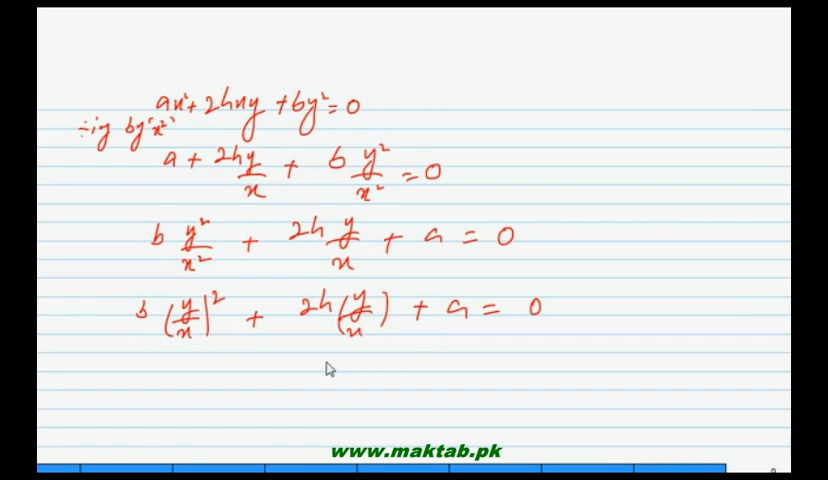 ax² + 2hxy + by² = 0
÷ig by "x²"
a + 2hy/x + b y²/x² = 0
b y²/x² + 2h y/x + a = 0
b (y/x)² + 2h (y/x) + a = 0
www.maktab.pk